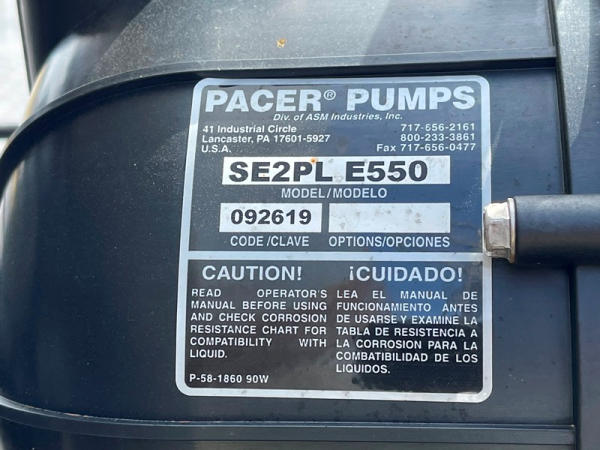 PACER® PUMPS
Div. of ASM Industries, Inc.
41 Industrial Circle 717-656-2161
Lancaster, PA 17601-5927 800-233-3861
U.S.A. Fax 717-656-0477
SE2PL E550
MODEL/MODELO
092619
CODE/CLAVE OPTIONS/OPCIONES
CAUTION!
READ OPERATOR'S
MANUAL BEFORE USING
AND CHECK CORROSION
RESISTANCE CHART FOR
COMPATIBILITY WITH
LIQUID.
¡CUIDADO!
LEA EL MANUAL DE
FUNCIONAMIENTO ANTES
DE USARSE Y EXAMINE LA
TABLA DE RESISTENCIA A
LA CORROSION PARA LA
COMBATIBILIDAD DE LOS
LIQUIDOS.
P-58-1860 90W